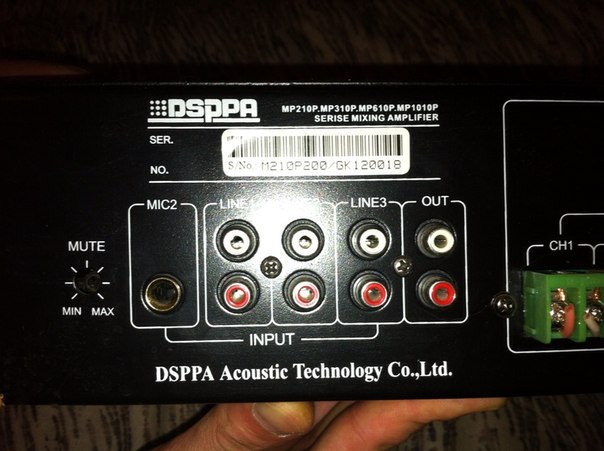 DSPPA
MP210P.MP310P.MP610P.MP1010P
SERISE MIXING AMPLIFIER
SER.
NO.
S/No M210P200/GK120018
MIC2
LINE1
LINE3
OUT
CH1
MUTE
MIN MAX
INPUT
DSPPA Acoustic Technology Co.,Ltd.